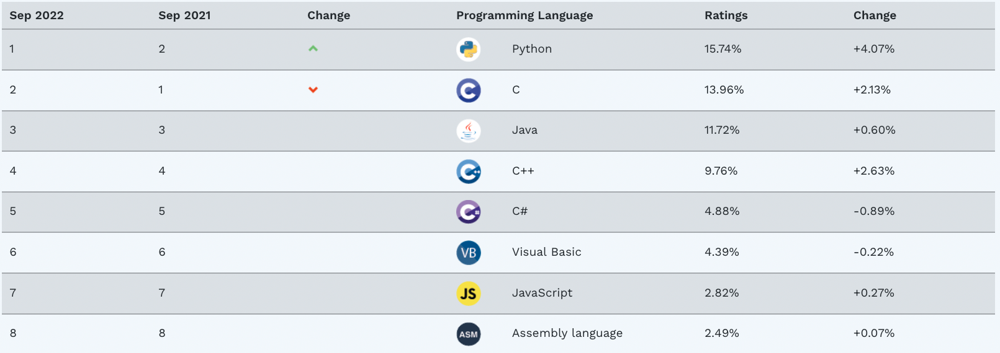 Sep 2022 Sep 2021 Change Programming Language Ratings Change
1 2 Python 15.74% +4.07%
2 1 C C 13.96% +2.13%
3 3 Java 11.72% +0.60%
4 4 C++ C++ 9.76% +2.63%
5 5 C# C# 4.88% -0.89%
6 6 VB Visual Basic 4.39% -0.22%
7 7 JS JavaScript 2.82% +0.27%
8 8 ASM Assembly language 2.49% +0.07%